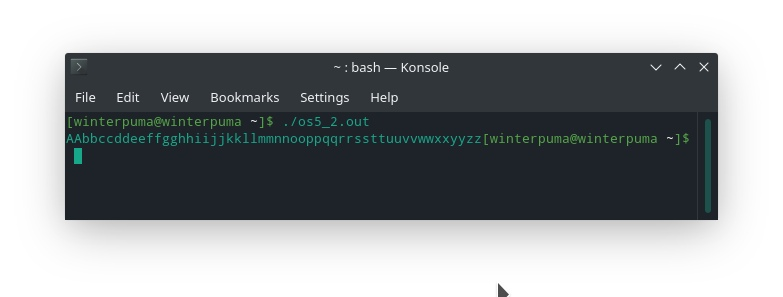 ~ : bash — Konsole
File Edit View Bookmarks Settings Help
[winterpuma@winterpuma ~]$ ./os5_2.out
AAbbccddeeffgghhiijjkkllmmnnooppqqrrssttuuvvwwxxyyzz[winterpuma@winterpuma ~]$